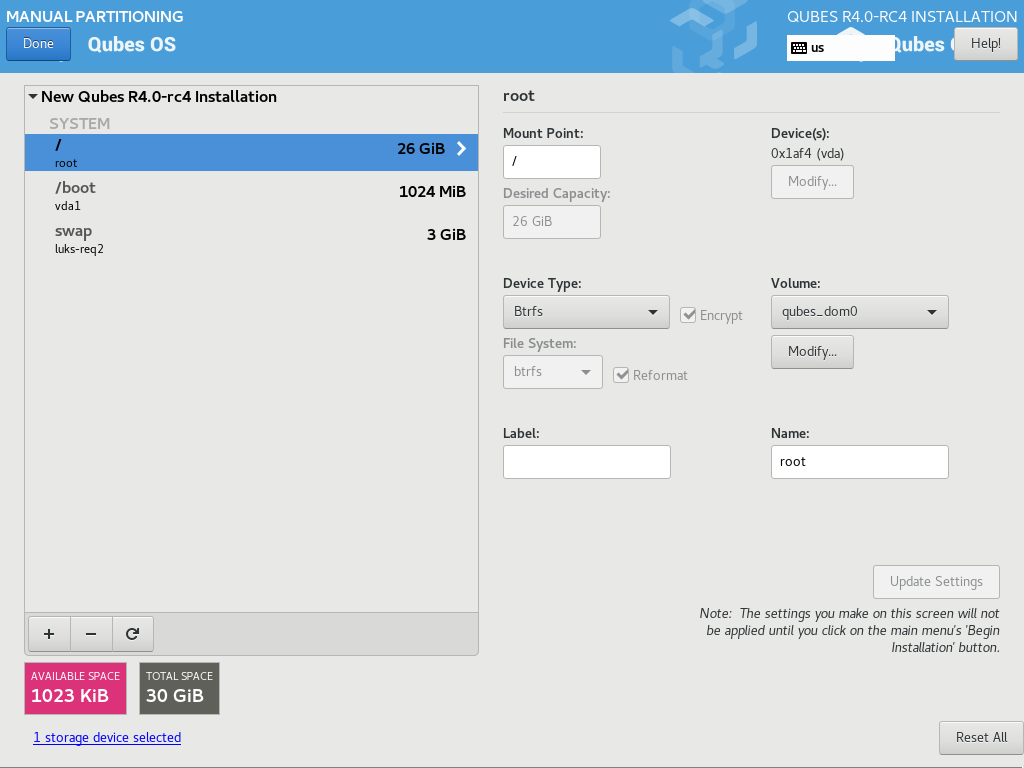 MANUAL PARTITIONING
QUBES R4.0-RC4 INSTALLATION
Done
Qubes OS
us
Qubes
Help!
New Qubes R4.0-rc4 Installation
SYSTEM
/
26 GiB
root
/boot
1024 MiB
vda1
swap
3 GiB
luks-req2
+
−
AVAILABLE SPACE
1023 KiB
TOTAL SPACE
30 GiB
1 storage device selected
root
Mount Point:
/
Desired Capacity:
26 GiB
Device(s):
0x1af4 (vda)
Modify...
Device Type:
Btrfs
Encrypt
File System:
btrfs
Reformat
Volume:
qubes_dom0
Modify...
Label:
Name:
root
Update Settings
Note: The settings you make on this screen will not
be applied until you click on the main menu's 'Begin
Installation' button.
Reset All